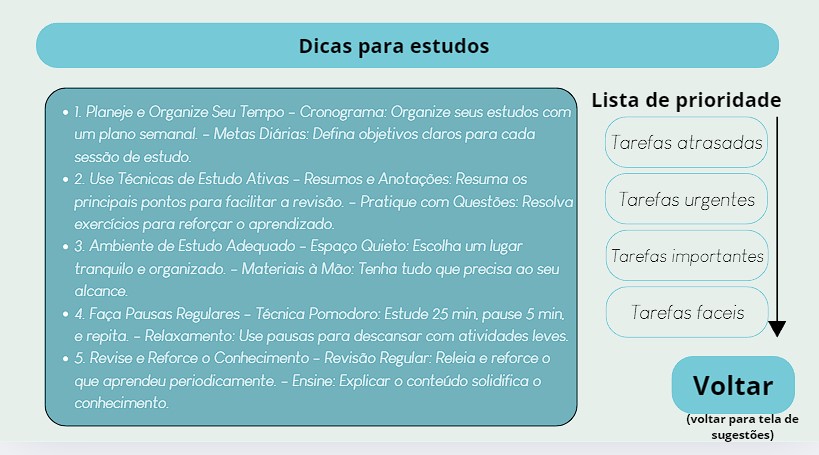 Dicas para estudos
• 1. Planeje e Organize Seu Tempo – Cronograma: Organize seus estudos com
um plano semanal. – Metas Diárias: Defina objetivos claros para cada
sessão de estudo.
• 2. Use Técnicas de Estudo Ativas – Resumos e Anotações: Resuma os
principais pontos para facilitar a revisão. – Pratique com Questões: Resolva
exercícios para reforçar o aprendizado.
• 3. Ambiente de Estudo Adequado – Espaço Quieto: Escolha um lugar
tranquilo e organizado. – Materiais à Mão: Tenha tudo que precisa ao seu
alcance.
• 4. Faça Pausas Regulares – Técnica Pomodoro: Estude 25 min, pause 5 min,
e repita. – Relaxamento: Use pausas para descansar com atividades leves.
• 5. Revise e Reforce o Conhecimento – Revisão Regular: Releia e reforce o
que aprendeu periodicamente. – Ensine: Explicar o conteúdo solidifica o
conhecimento.
Lista de prioridade
Tarefas atrasadas
Tarefas urgentes
Tarefas importantes
Tarefas faceis
Voltar
(voltar para tela de
sugestões)